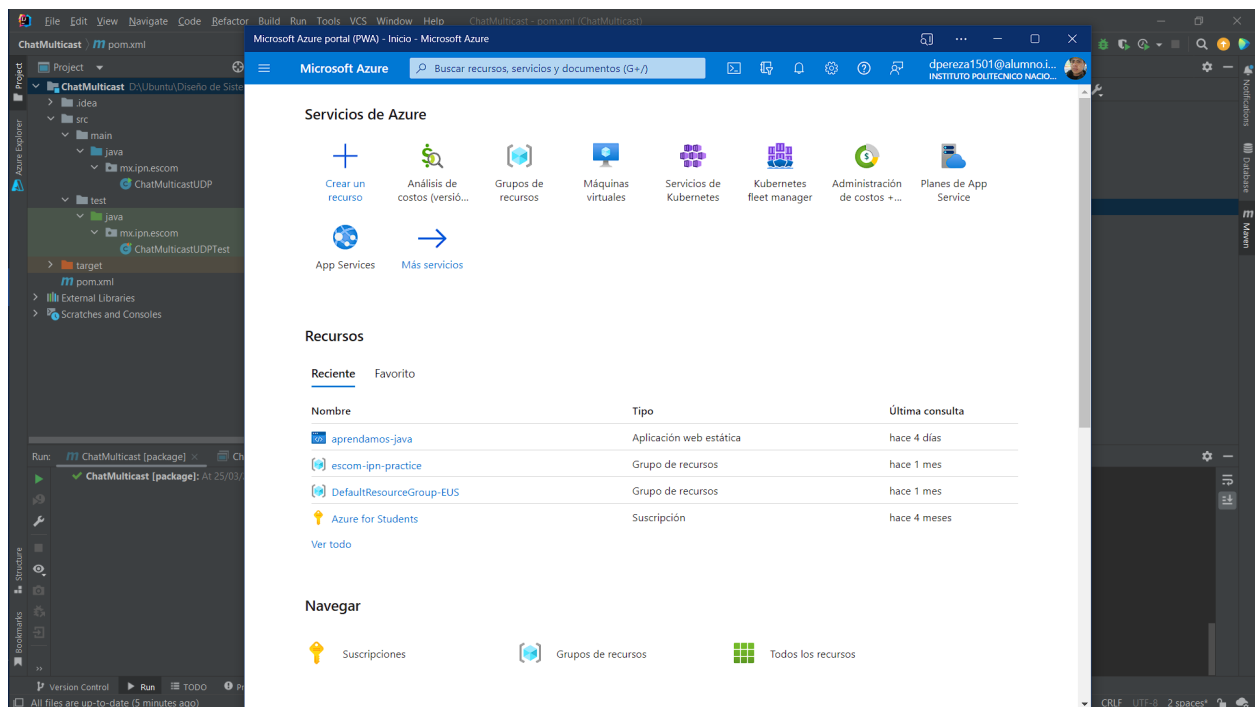 File Edit View Navigate Code Refactor Build Run Tools VCS Window Help ChatMulticast - pom.xml (ChatMulticast)
ChatMulticast pom.xml
Project
Project
ChatMulticast D:\Ubuntu\Diseño de Siste
.idea
src
main
java
mx.ipn.escom
ChatMulticastUDP
test
java
mx.ipn.escom
ChatMulticastUDPTest
target
pom.xml
External Libraries
Scratches and Consoles
Azure Explorer
Microsoft Azure portal (PWA) - Inicio - Microsoft Azure
Microsoft Azure
Buscar recursos, servicios y documentos (G+/)
dpereza1501@alumno.i...
INSTITUTO POLITECNICO NACIO...
Servicios de Azure
Crear un recurso
Análisis de costos (versió...
Grupos de recursos
Máquinas virtuales
Servicios de Kubernetes
Kubernetes fleet manager
Administración de costos +...
Planes de App Service
App Services
Más servicios
Recursos
Reciente Favorito
Nombre Tipo Última consulta
aprendamos-java Aplicación web estática hace 4 días
escom-ipn-practice Grupo de recursos hace 1 mes
DefaultResourceGroup-EUS Grupo de recursos hace 1 mes
Azure for Students Suscripción hace 4 meses
Ver todo
Navegar
Suscripciones Grupos de recursos Todos los recursos
Notifications
Database
Maven
Run: ChatMulticast [package] Ch
ChatMulticast [package]: At 25/03/
Structure
Bookmarks
Version Control Run TODO Pr
All files are up-to-date (5 minutes ago)
CRLF UTF-8 2 spaces*